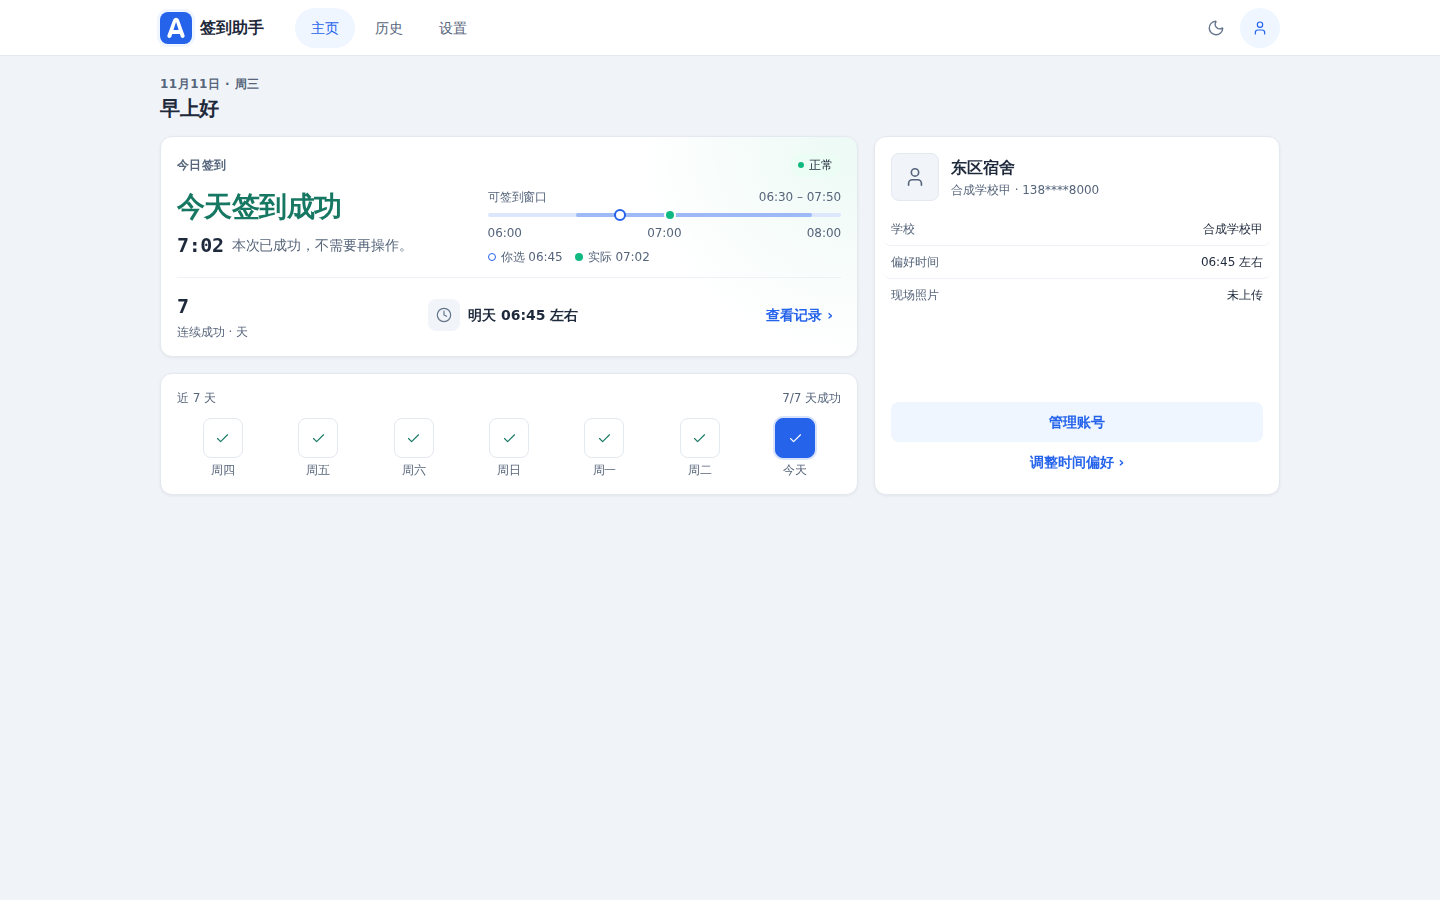 签到助手 主页 历史 设置
11月11日 · 周三
早上好
今日签到 正常
今天签到成功
7:02 本次已成功，不需要再操作。
可签到窗口 06:30 – 07:50
06:00 07:00 08:00
你选 06:45 实际 07:02
7
连续成功 · 天
明天 06:45 左右
查看记录 ›
近 7 天 7/7 天成功
周四 周五 周六 周日 周一 周二 今天
东区宿舍
合成学校甲 · 138****8000
学校 合成学校甲
偏好时间 06:45 左右
现场照片 未上传
管理账号
调整时间偏好 ›